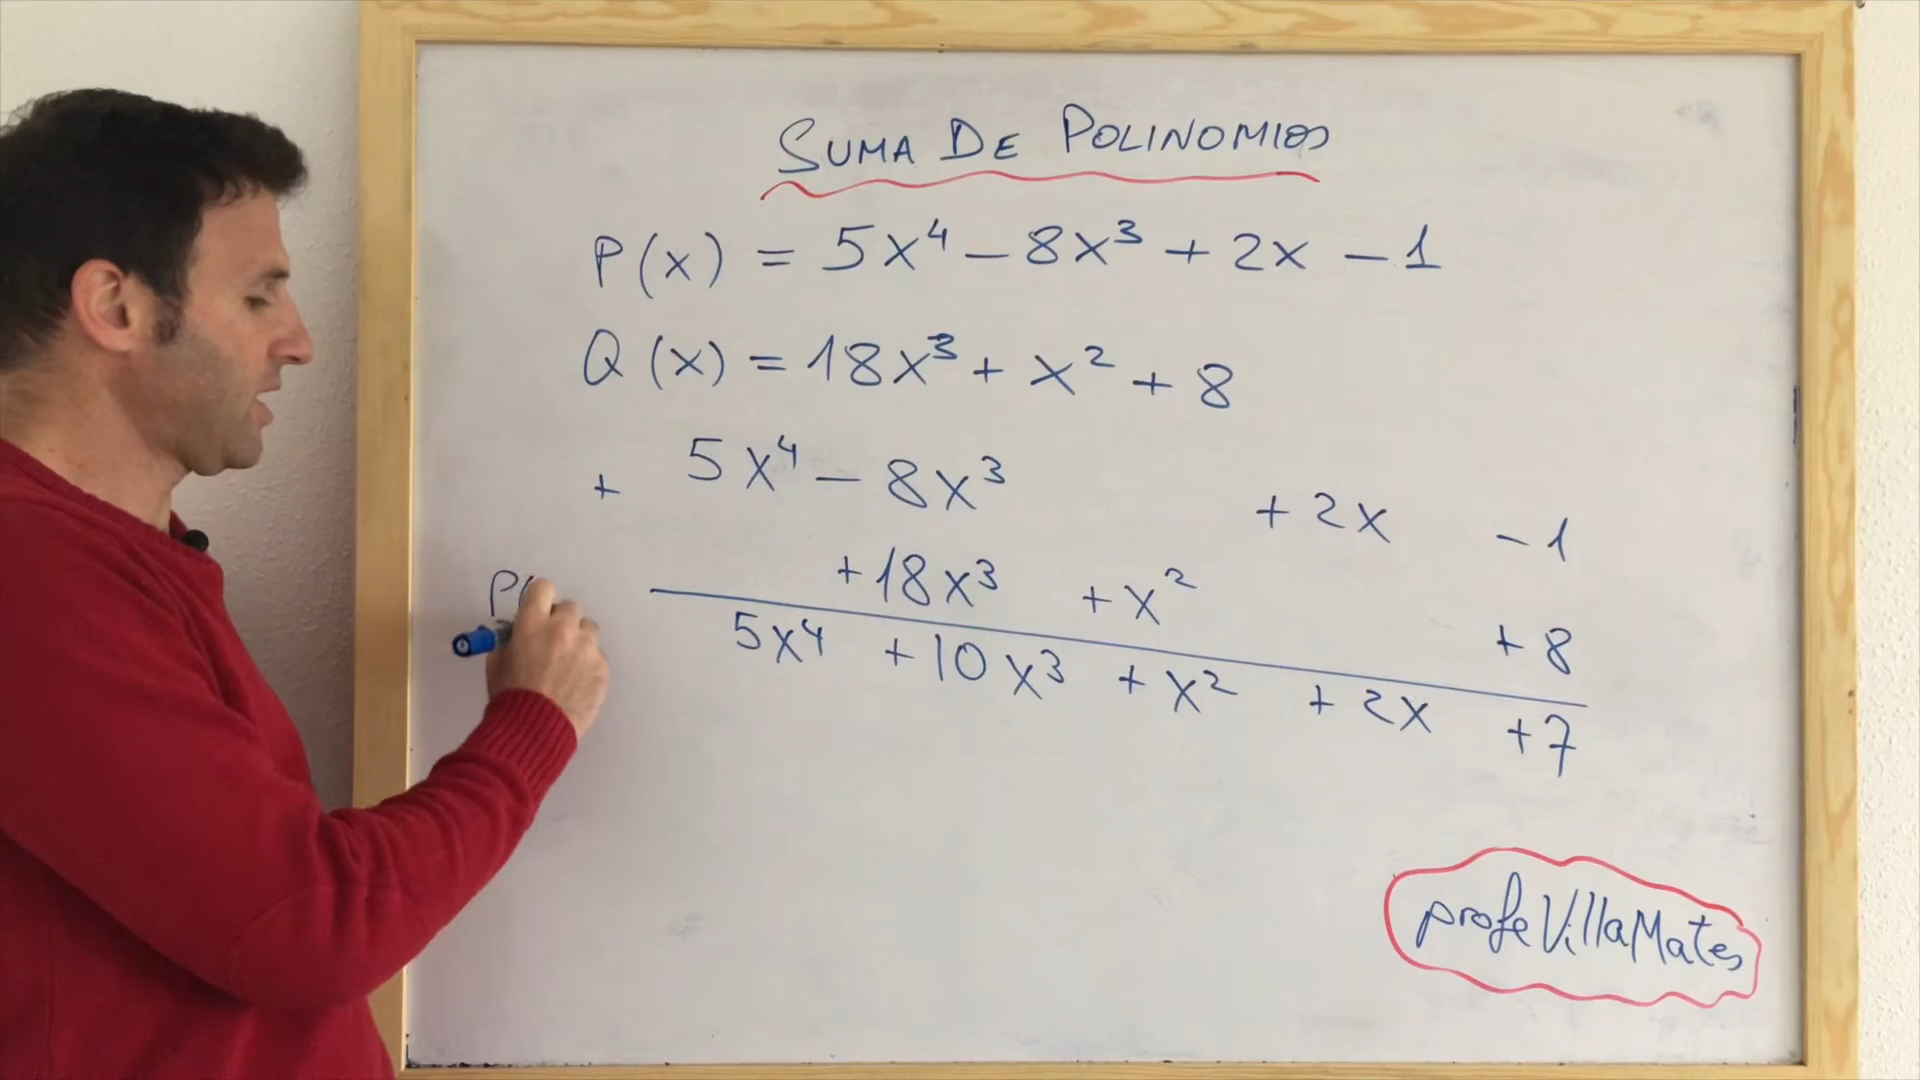 SUMA DE POLINOMIOS
P(x) = 5x⁴ - 8x³ + 2x - 1
Q(x) = 18x³ + x² + 8
+ 5x⁴ - 8x³ + 2x - 1
+ 18x³ + x² + 8
P(
5x⁴ + 10x³ + x² + 2x + 7
profeVillaMates